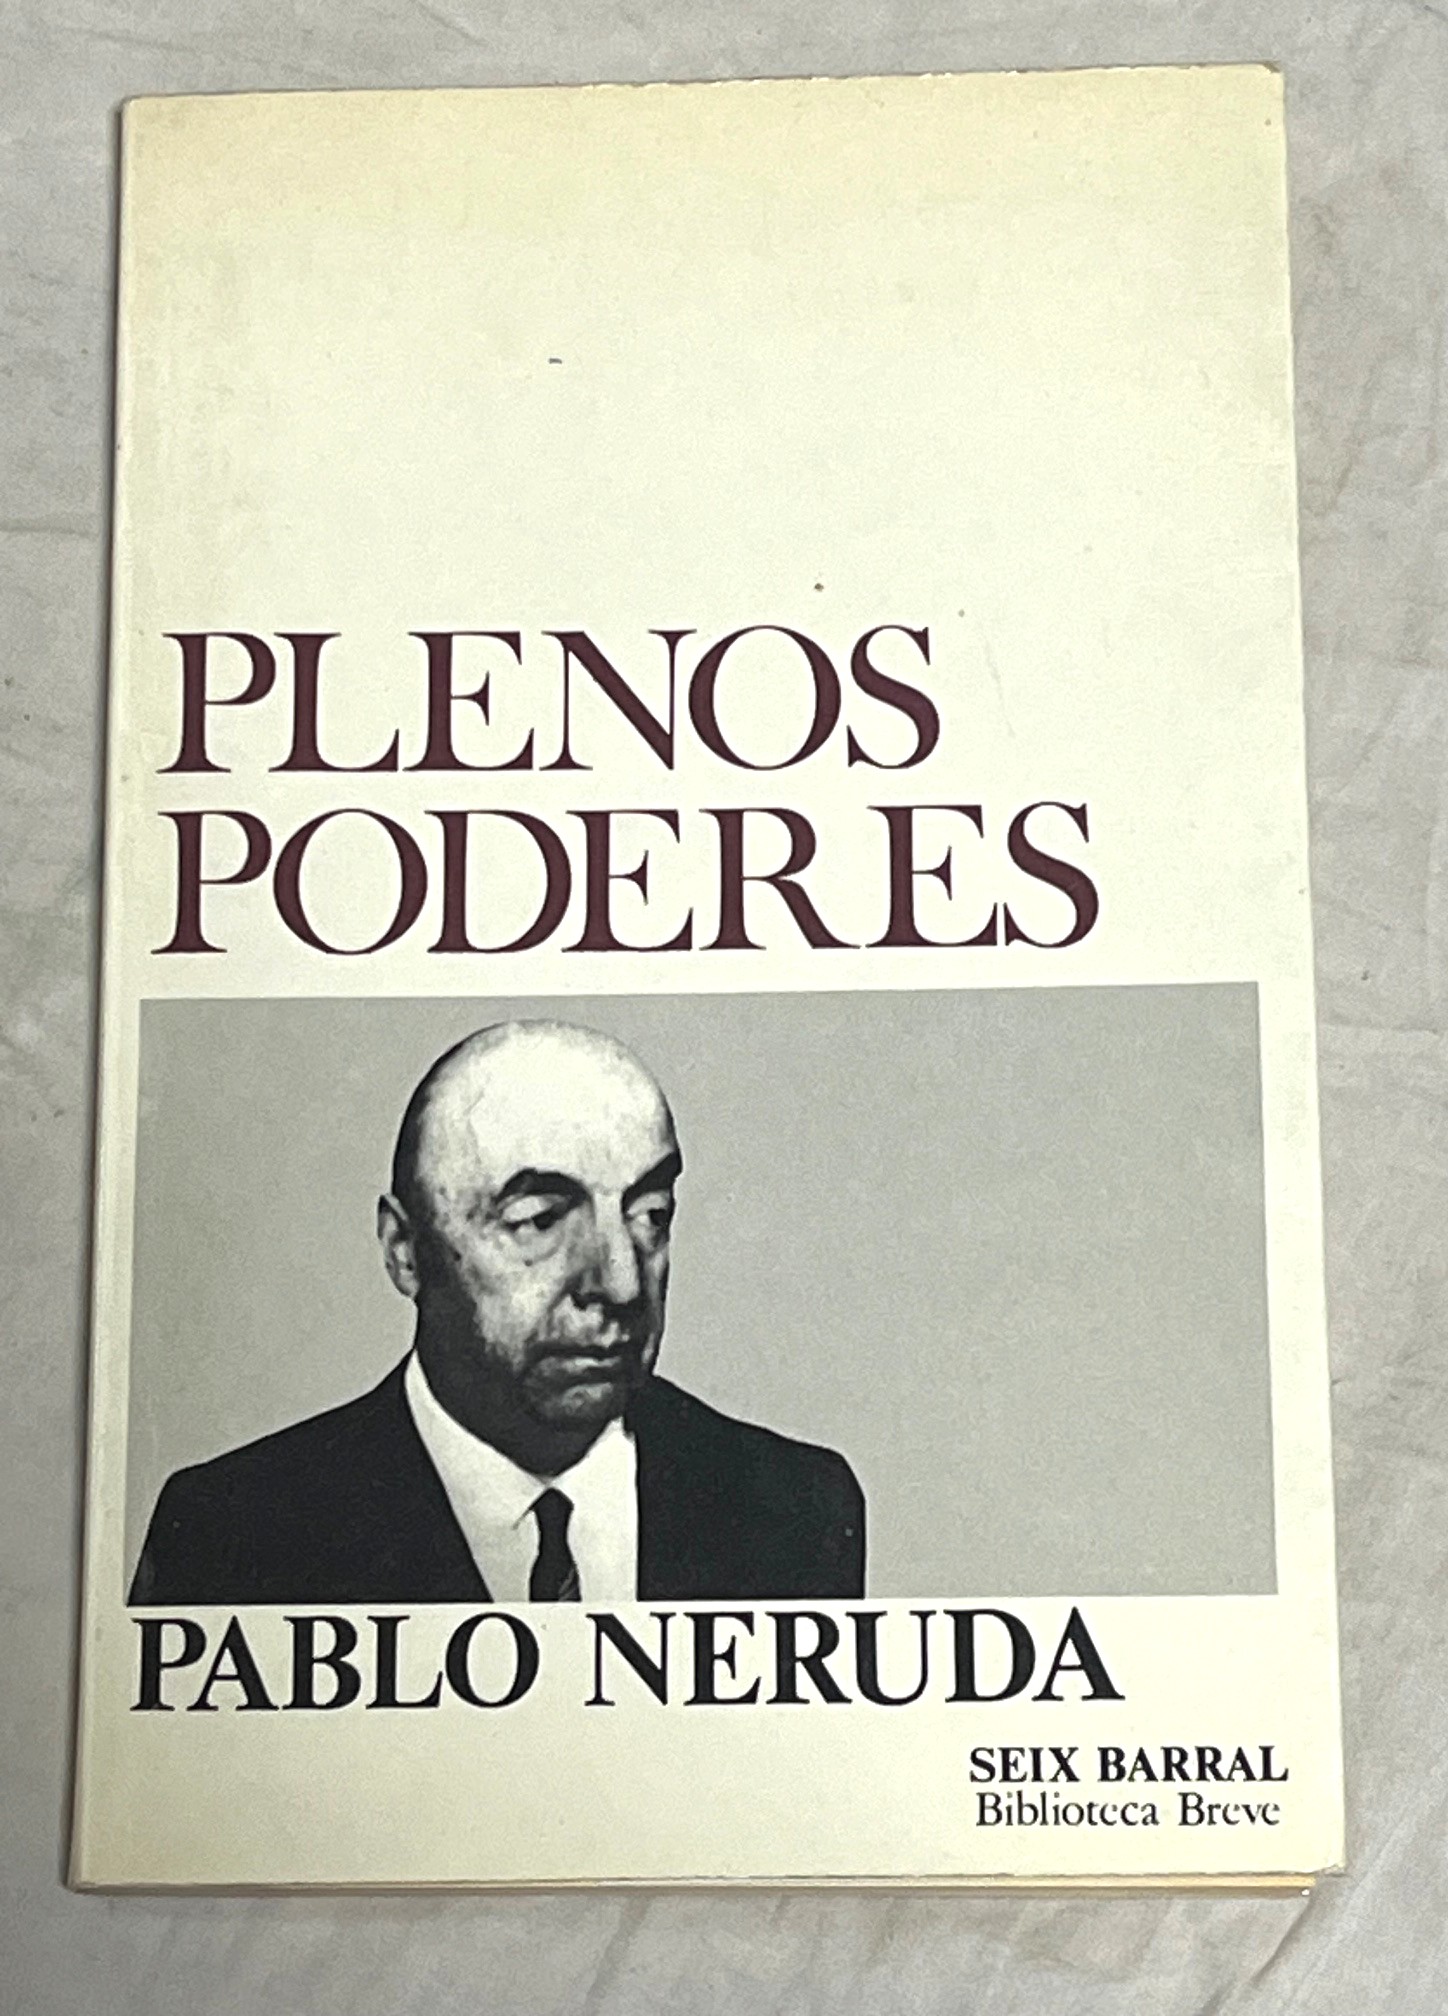 PLENOS
PODERES
PABLO NERUDA
SEIX BARRAL
Biblioteca Breve